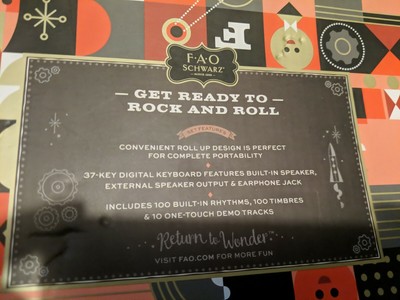 F·A·O
SCHWARZ
GET READY TO
ROCK AND ROLL
SET FEATURES
CONVENIENT ROLL UP DESIGN IS PERFECT
FOR COMPLETE PORTABILITY
37-KEY DIGITAL KEYBOARD FEATURES BUILT-IN SPEAKER,
EXTERNAL SPEAKER OUTPUT & EARPHONE JACK
INCLUDES 100 BUILT-IN RHYTHMS, 100 TIMBRES
& 10 ONE-TOUCH DEMO TRACKS
Return to Wonder
VISIT FAO.COM FOR MORE FUN